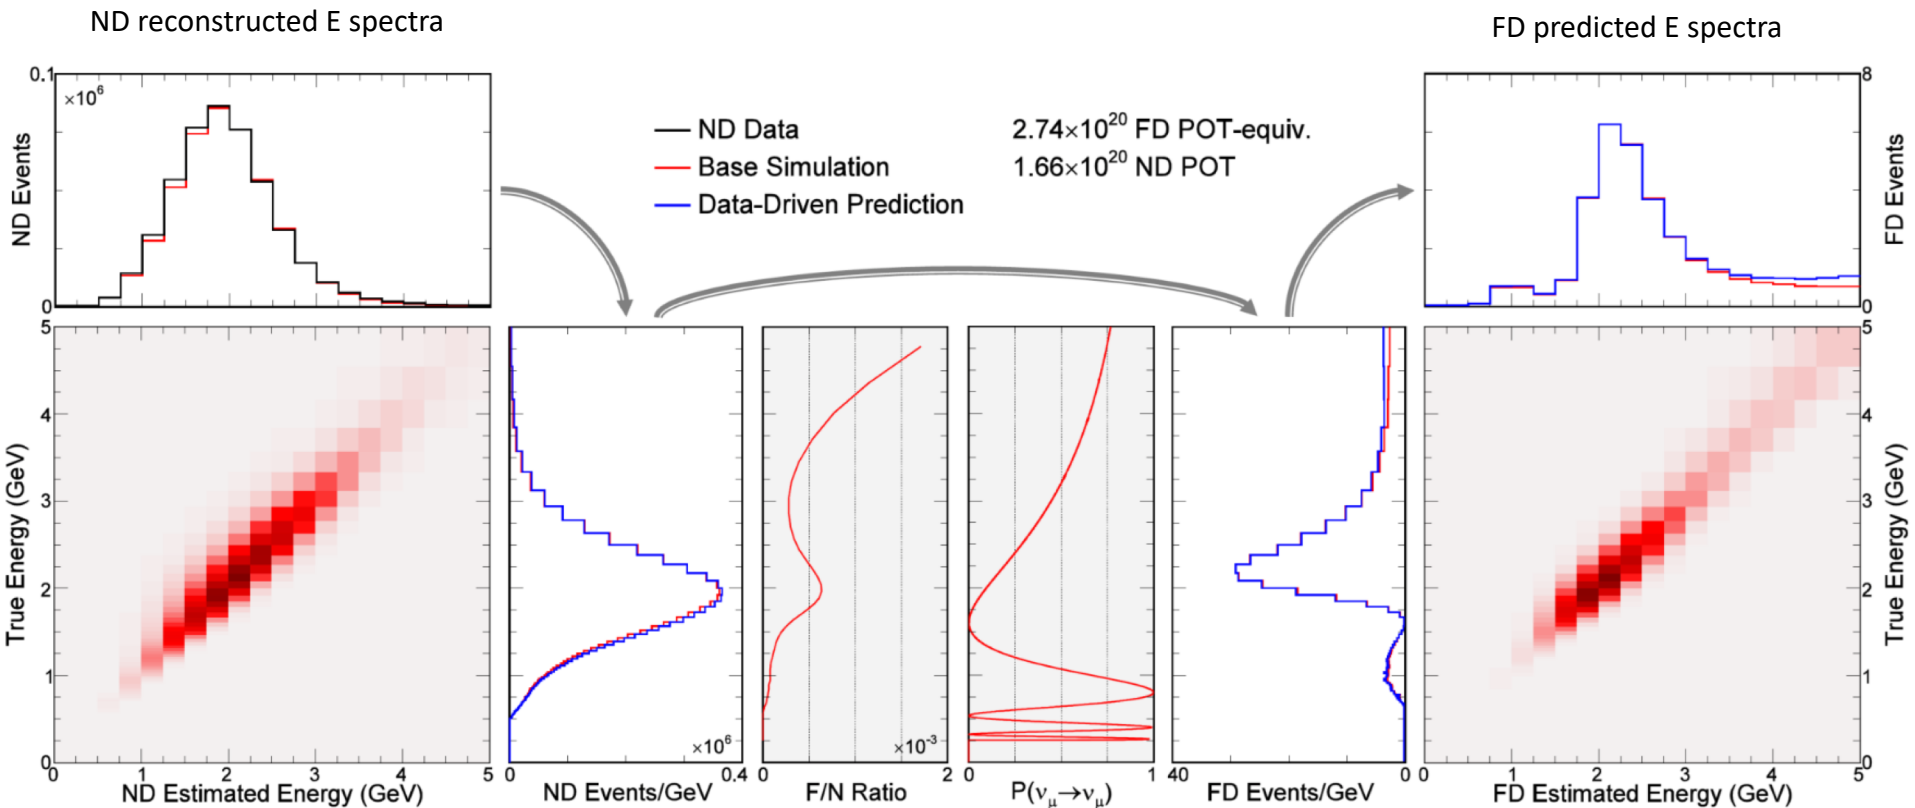 ND reconstructed E spectra
FD predicted E spectra
0.1
×10⁶
ND Events
0
ND Data
Base Simulation
Data-Driven Prediction
2.74×10²⁰ FD POT-equiv.
1.66×10²⁰ ND POT
8
FD Events
0
5
4
3
2
1
0
True Energy (GeV)
0 1 2 3 4 5
ND Estimated Energy (GeV)
×10⁶
0 0.4
ND Events/GeV
×10⁻³
0 2
F/N Ratio
0 1
P(νμ→νμ)
40 0
FD Events/GeV
5
4
3
2
1
0
True Energy (GeV)
1 2 3 4 5
FD Estimated Energy (GeV)